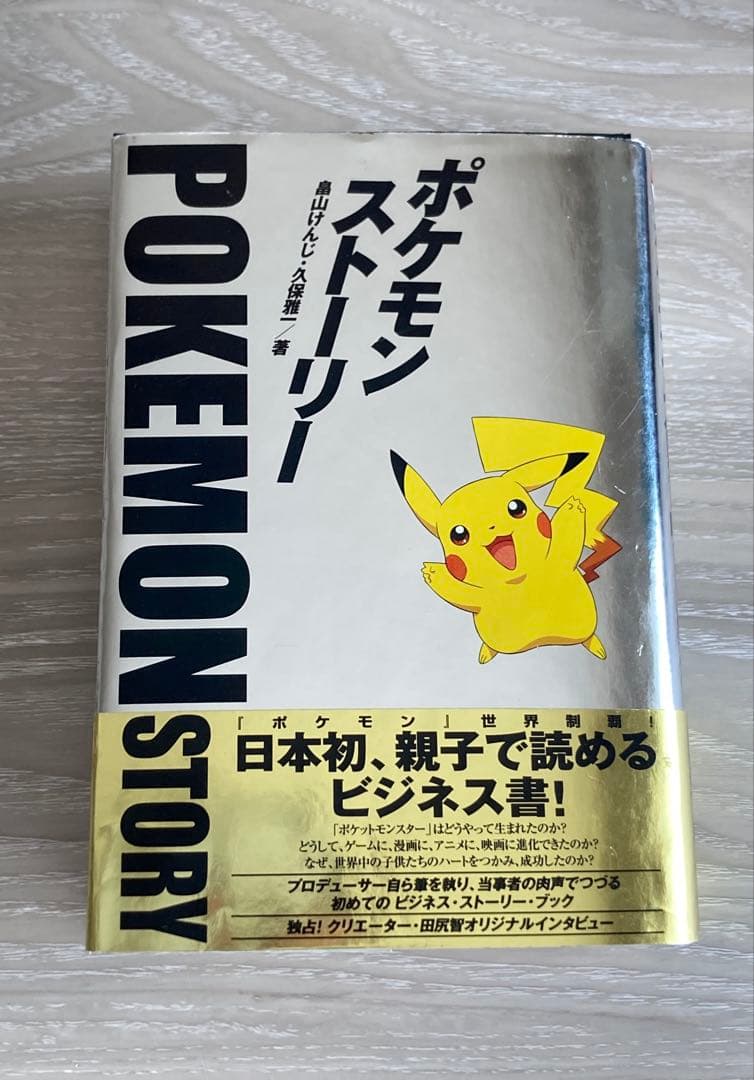 POKEMON STORY
ポケモン
ストーリー
畠山けんじ・久保雅一／著
『ポケモン』世界制覇！
日本初、親子で読める
ビジネス書！
「ポケットモンスター」はどうやって生まれたのか？
どうして、ゲームに、漫画に、アニメに、映画に進化できたのか？
なぜ、世界中の子供たちのハートをつかみ、成功したのか？
プロデューサー自ら筆を執り、当事者の肉声でつづる
初めてのビジネス・ストーリー・ブック
独占！クリエーター・田尻智オリジナルインタビュー